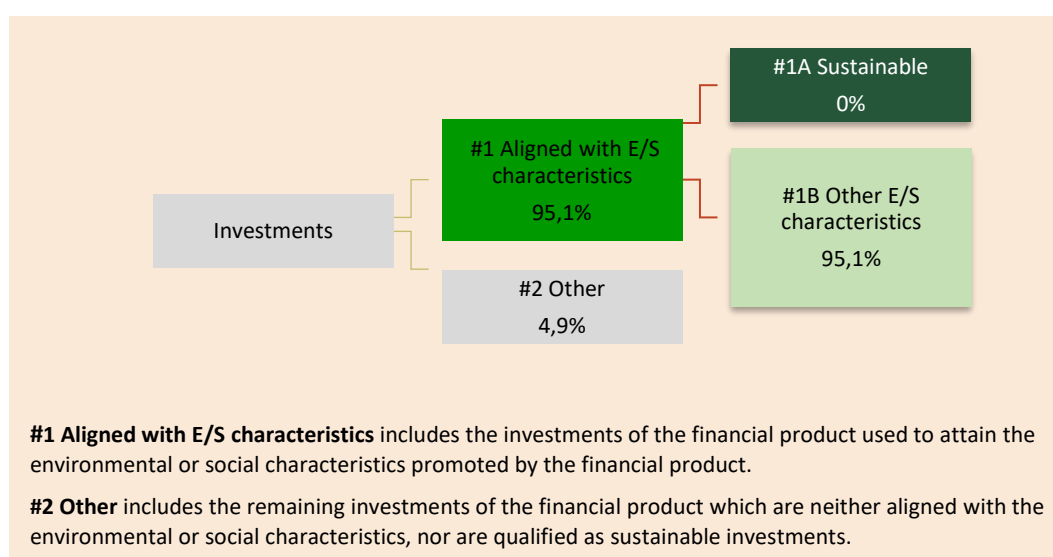 #1A Sustainable
0%
#1 Aligned with E/S
characteristics
95,1%
#1B Other E/S
characteristics
95,1%
Investments
#2 Other
4,9%
#1 Aligned with E/S characteristics includes the investments of the financial product used to attain the
environmental or social characteristics promoted by the financial product.
#2 Other includes the remaining investments of the financial product which are neither aligned with the
environmental or social characteristics, nor are qualified as sustainable investments.